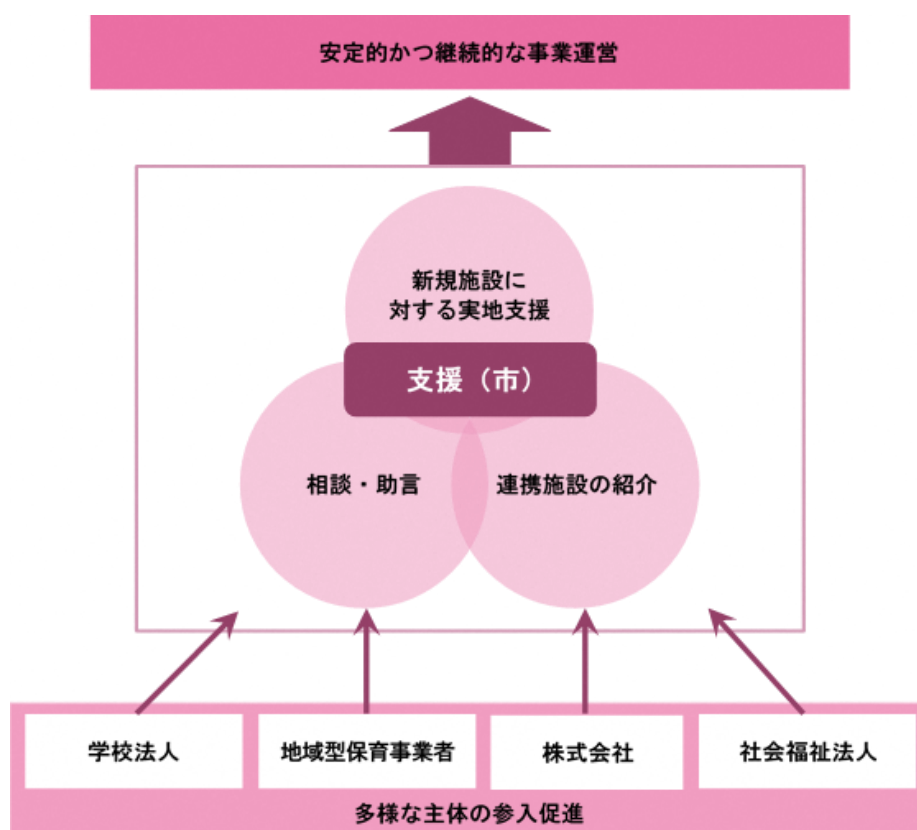 安定的かつ継続的な事業運営
新規施設に
対する実地支援
支援（市）
相談・助言
連携施設の紹介
学校法人
地域型保育事業者
株式会社
社会福祉法人
多様な主体の参入促進